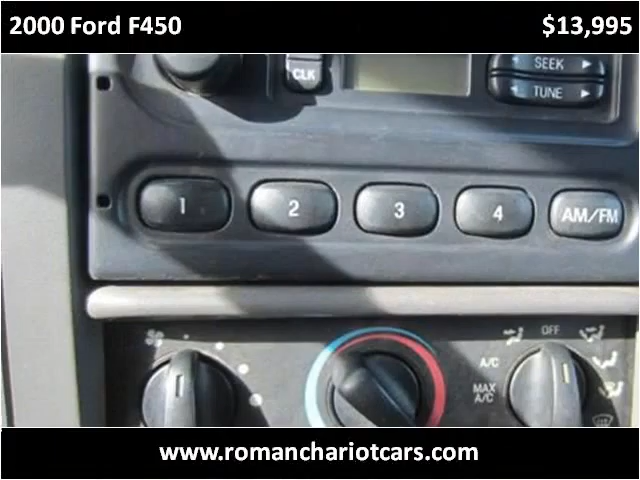 2000 Ford F450 $13,995
CLK
SEEK
TUNE
1 2 3 4 AM/FM
OFF
A/C
MAX A/C
www.romanchariotcars.com